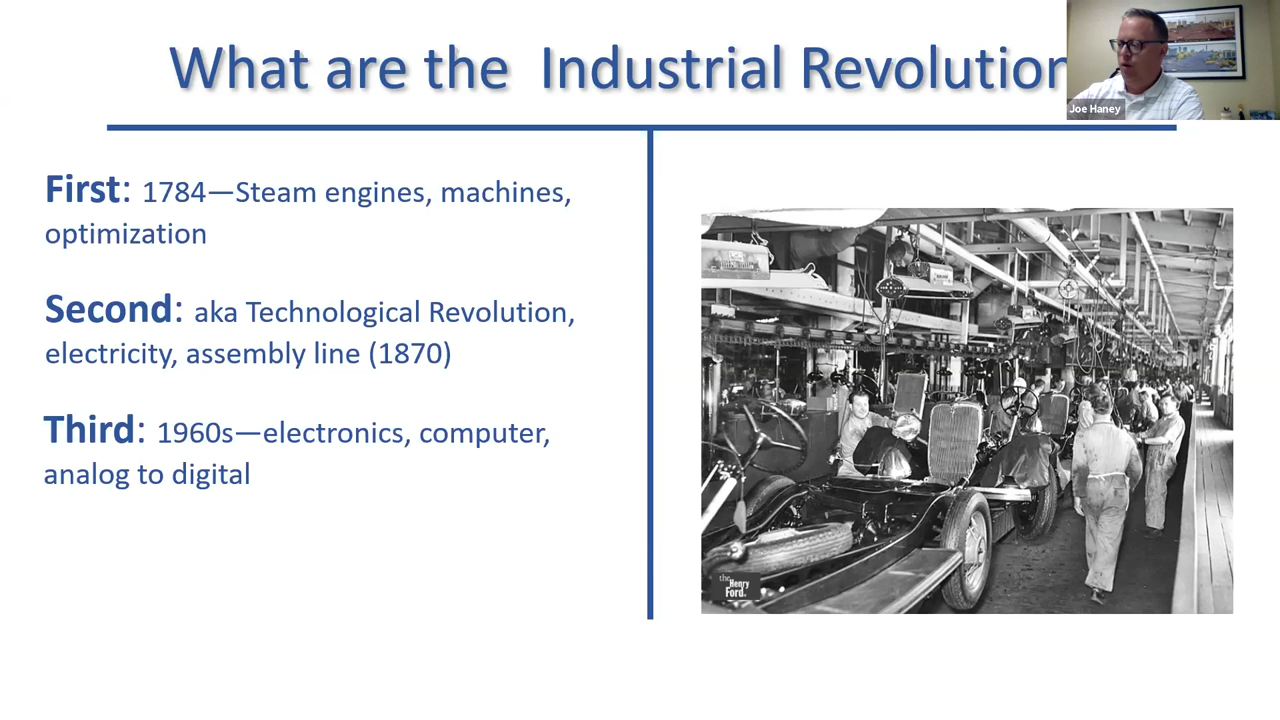 What are the Industrial Revolution
Joe Haney
First: 1784—Steam engines, machines,
optimization
Second: aka Technological Revolution,
electricity, assembly line (1870)
Third: 1960s—electronics, computer,
analog to digital
the
Henry
Ford